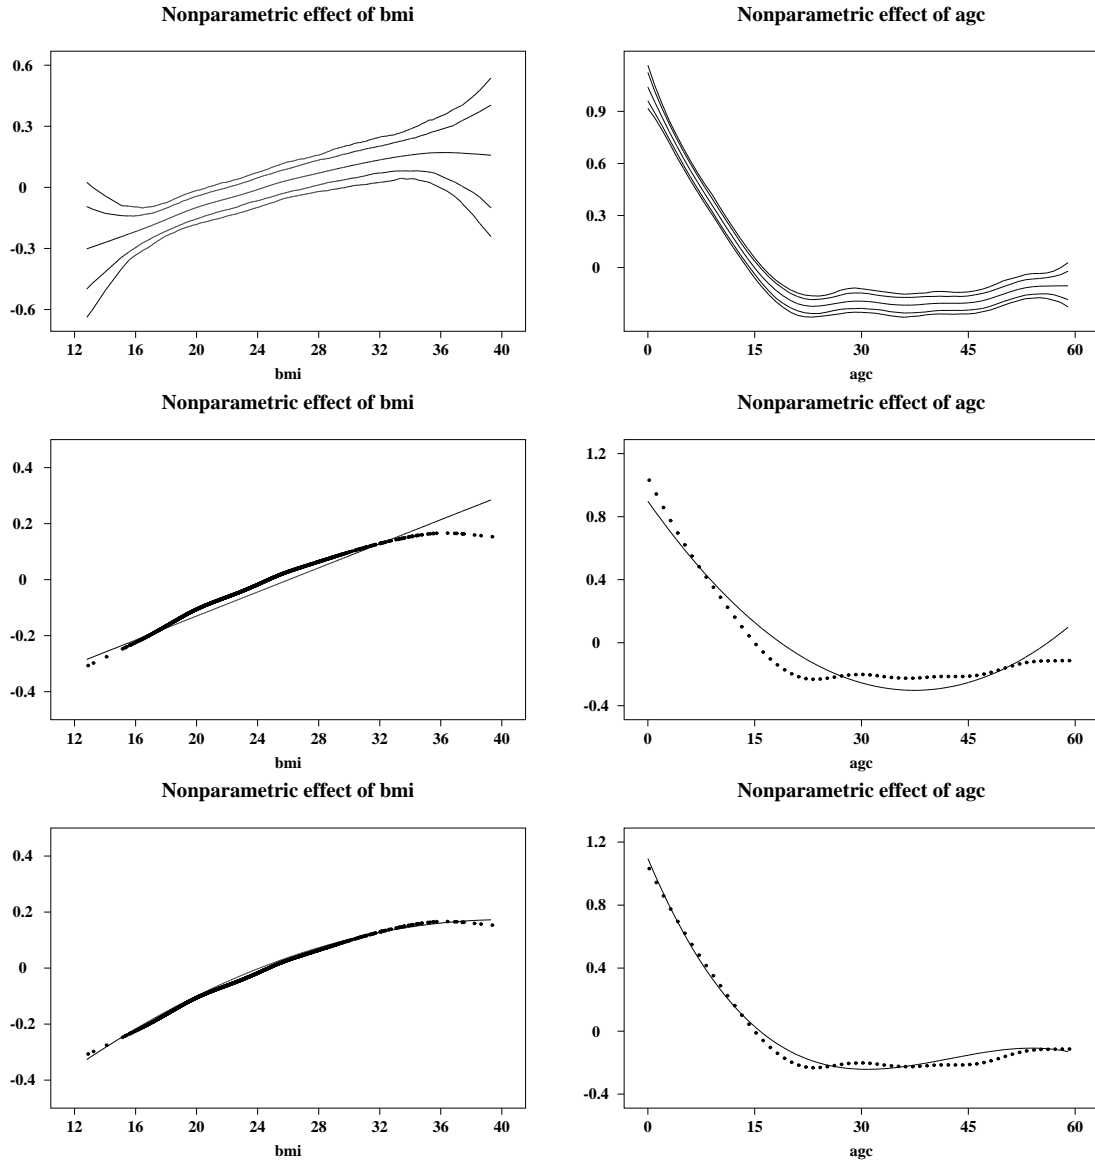 Nonparametric effect of bmi
0.6
0.3
0
-0.3
-0.6
12 16 20 24 28 32 36 40
bmi
Nonparametric effect of agc
0.9
0.6
0.3
0
0 15 30 45 60
agc
Nonparametric effect of bmi
0.4
0.2
0
-0.2
-0.4
12 16 20 24 28 32 36 40
bmi
Nonparametric effect of agc
1.2
0.8
0.4
0
-0.4
0 15 30 45 60
agc
Nonparametric effect of bmi
0.4
0.2
0
-0.2
-0.4
12 16 20 24 28 32 36 40
bmi
Nonparametric effect of agc
1.2
0.8
0.4
0
-0.4
0 15 30 45 60
agc